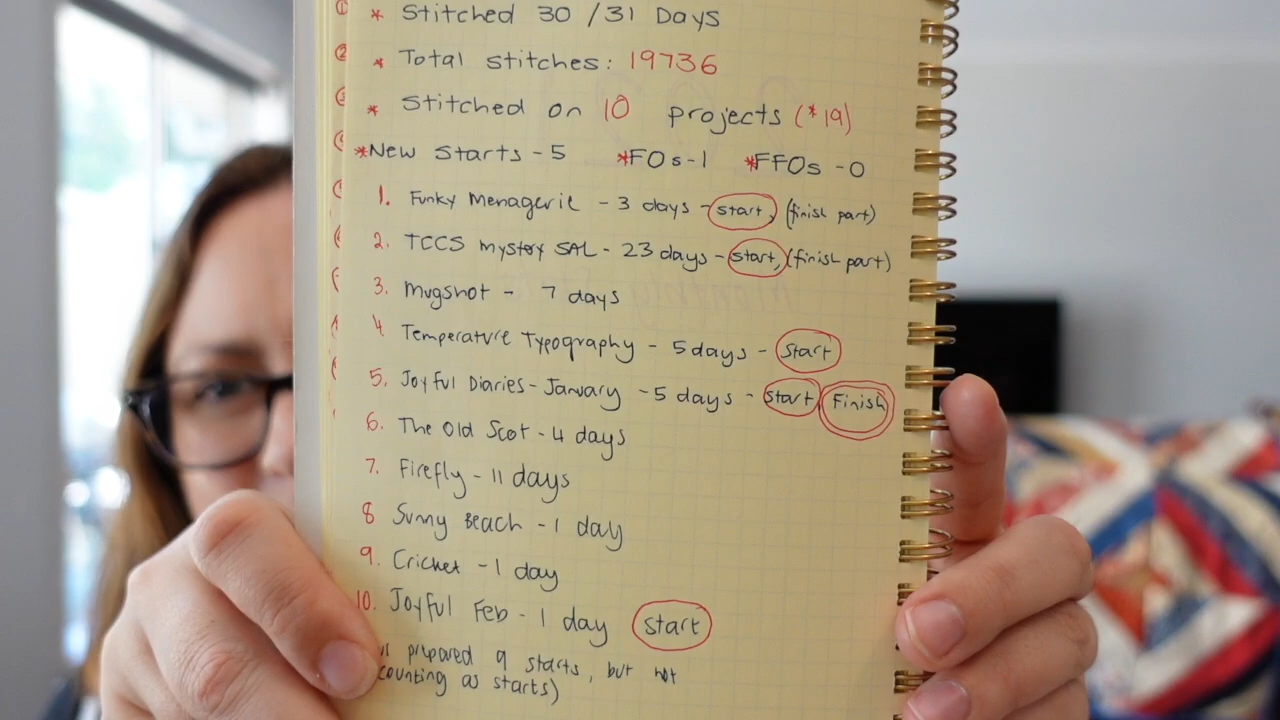 * Stitched 30 / 31 Days
* Total stitches: 19736
* Stitched on 10 projects (*19)
*New Starts - 5 *FOs-1 *FFOs - 0
1. Funky Menagerie - 3 days - start, (finish part)
2. TCCS mystery SAL - 23 days - start, (finish part)
3. Mugshot - 7 days
4. Temperature Typography - 5 days - Start
5. Joyful Diaries - January - 5 days - Start Finish
6. The Old Scot - 4 days
7. Firefly - 11 days
8 Sunny Beach - 1 day
9. Cricket - 1 day
10. Joyful Feb - 1 day Start
prepared 9 starts, but not
counting as starts)